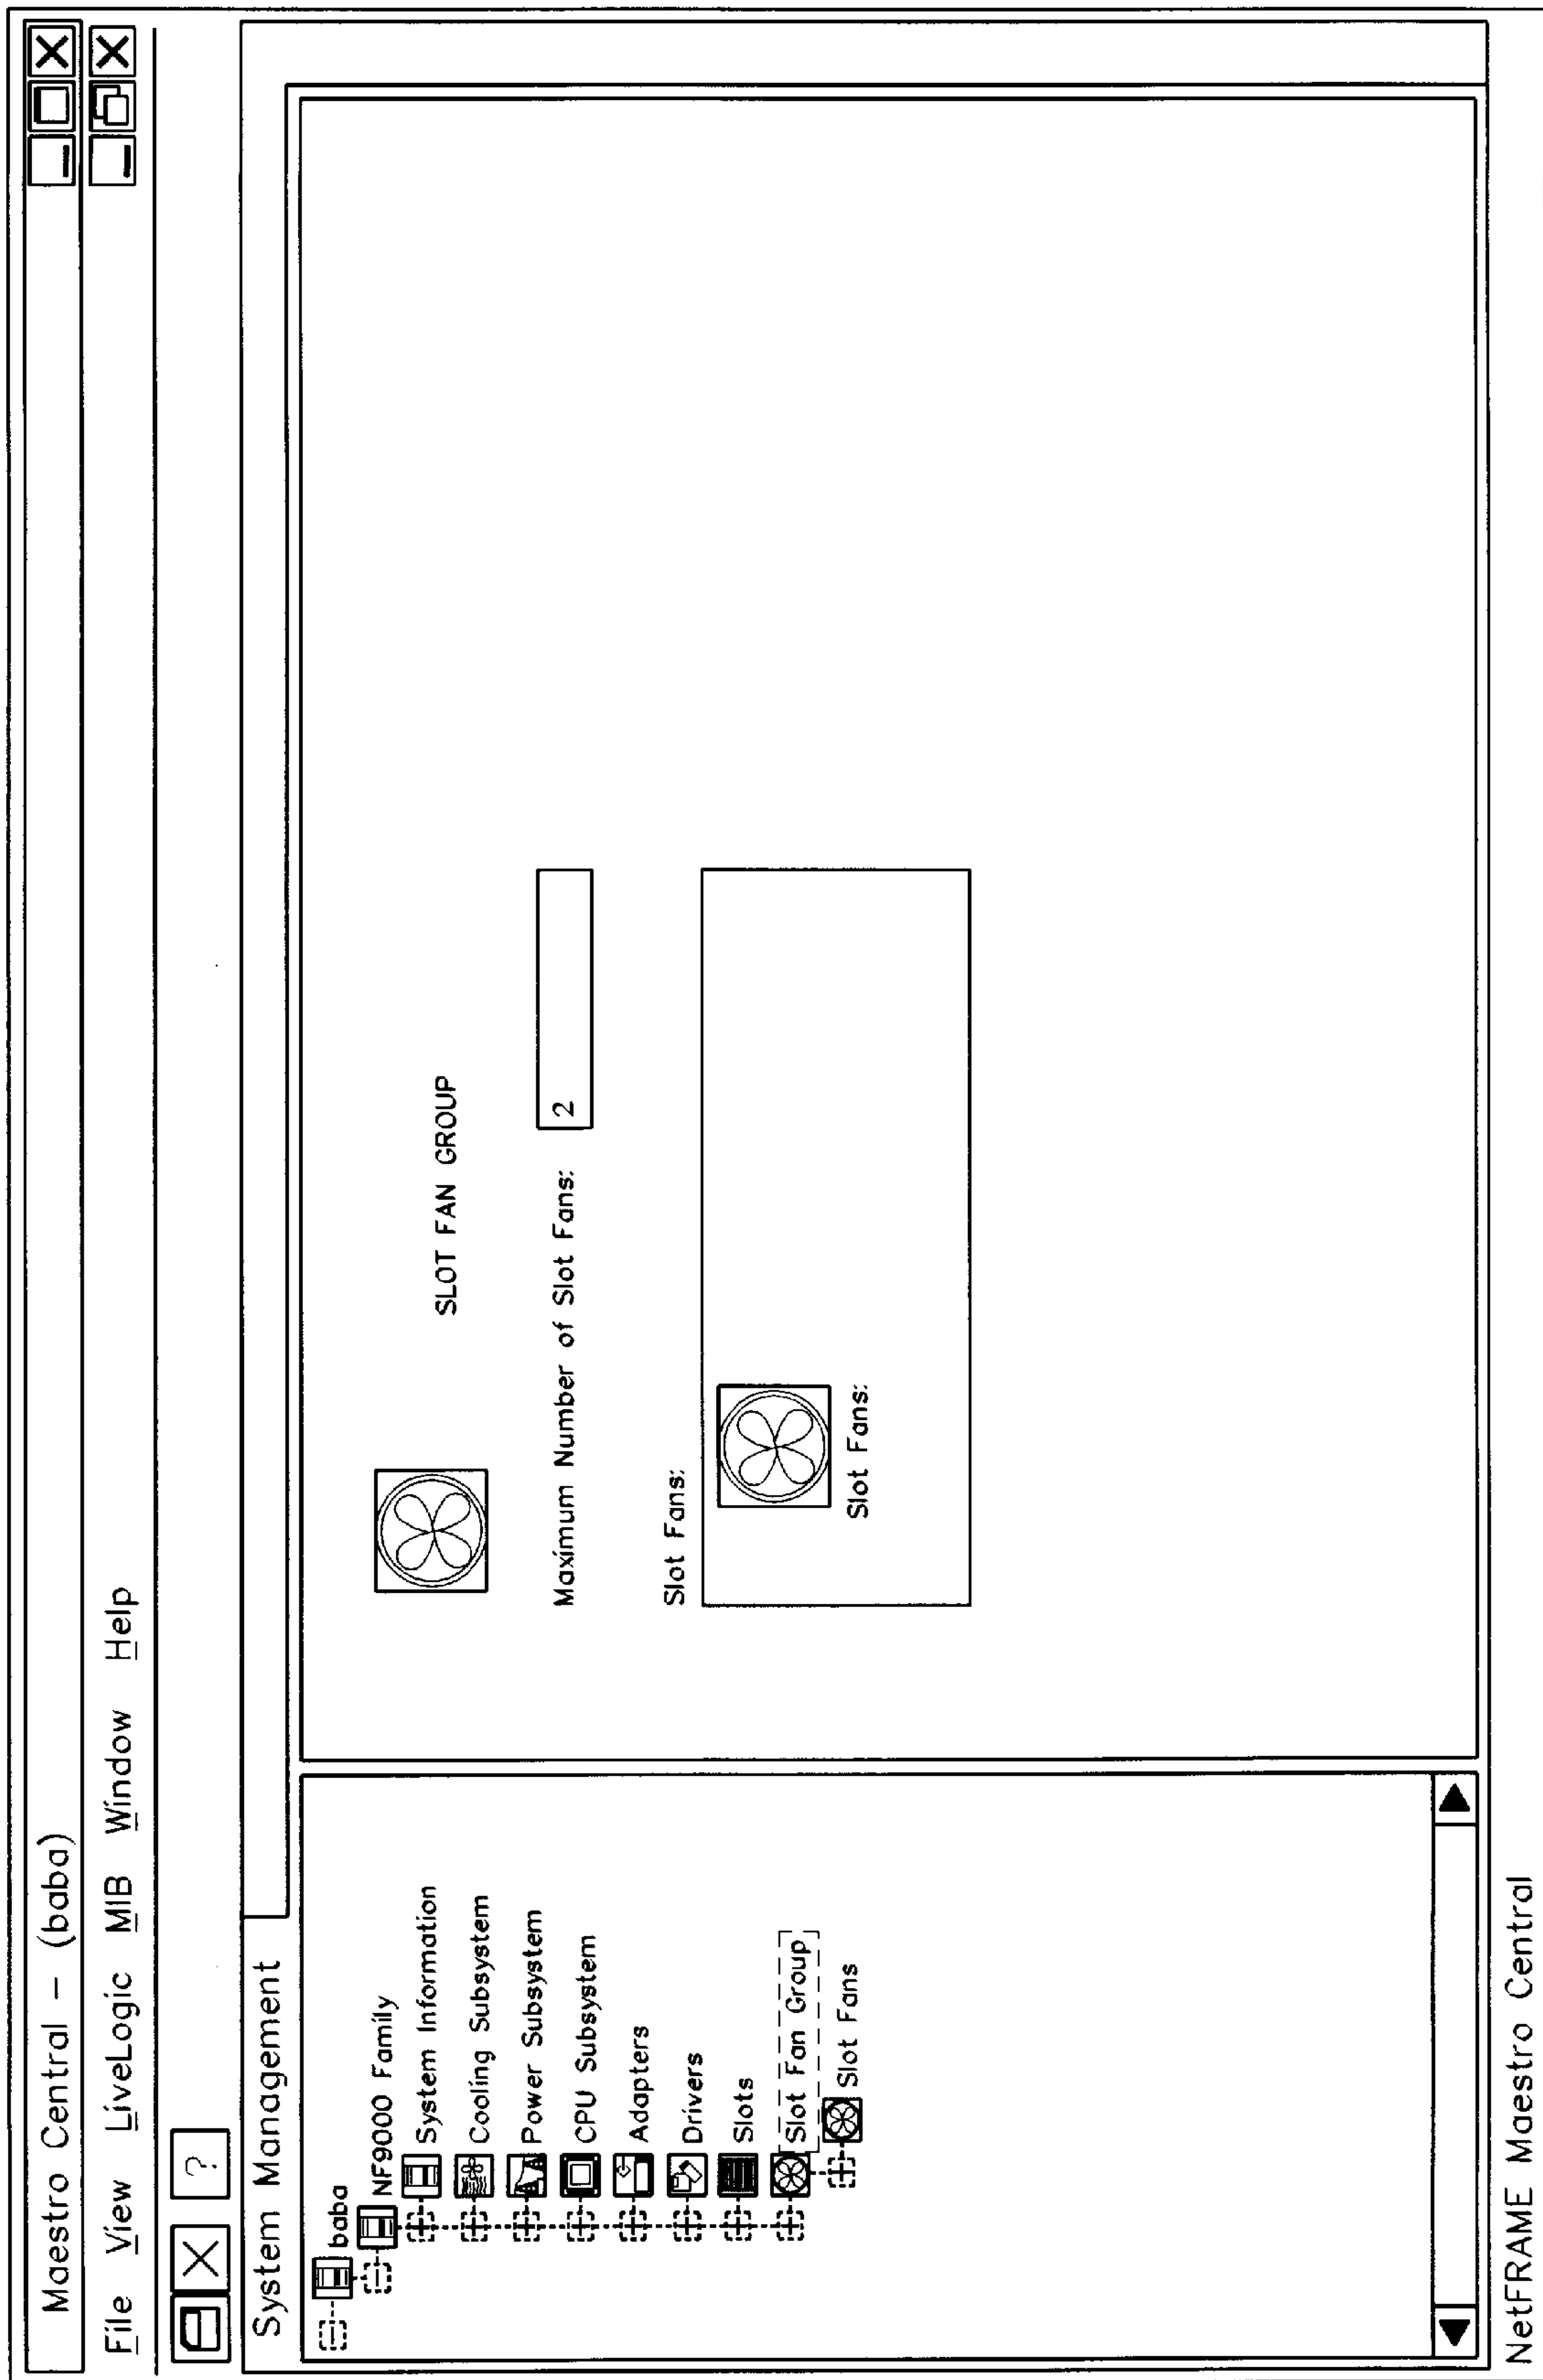 Maestro Central – (baba)
File View LiveLogic MIB Window Help
?
System Management
baba
NF9000 Family
System Information
Cooling Subsystem
Power Subsystem
CPU Subsystem
Adapters
Drivers
Slots
Slot Fan Group
Slot Fans
SLOT FAN GROUP
Maximum Number of Slot Fans: 2
Slot Fans:
Slot Fans:
NetFRAME Maestro Central